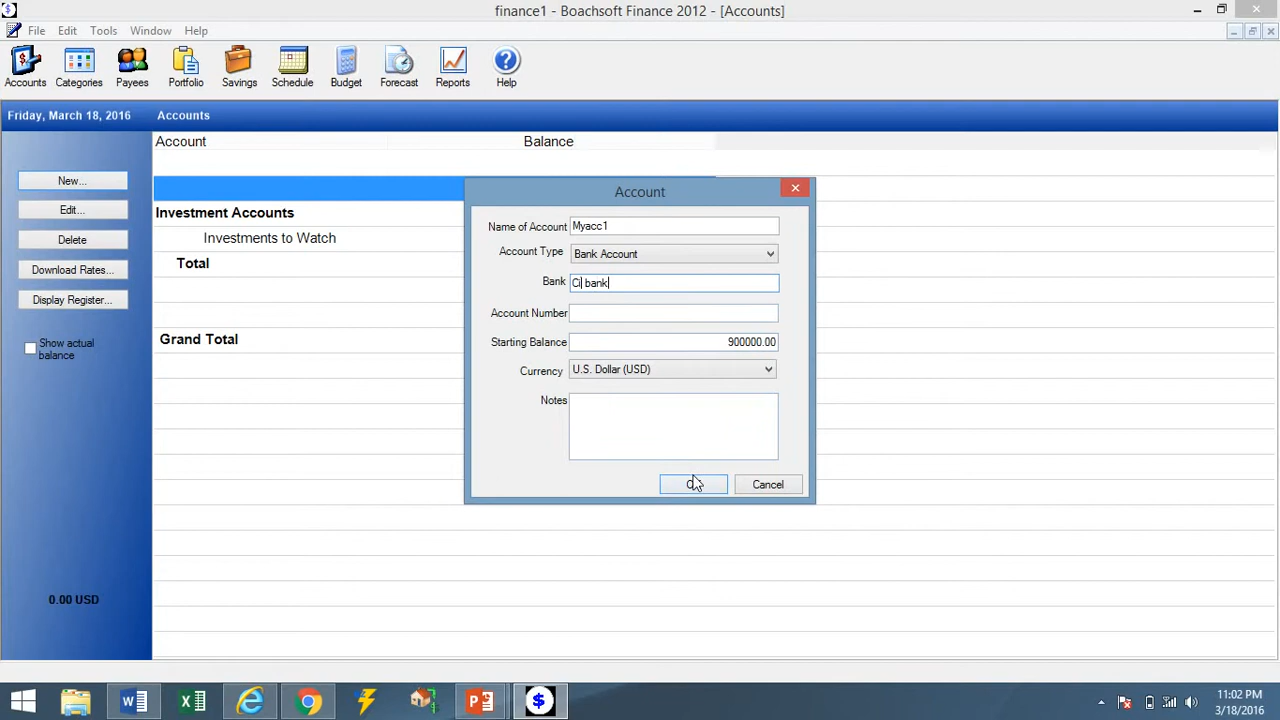 finance1 - Boachsoft Finance 2012 - [Accounts]
File Edit Tools Window Help
Accounts Categories Payees Portfolio Savings Schedule Budget Forecast Reports Help
Friday, March 18, 2016 Accounts
Account Balance
New...
Edit...
Delete
Download Rates...
Display Register...
Show actual
balance
0.00 USD
Investment Accounts
Investments to Watch
Total
Grand Total
Account
Name of Account Myacc1
Account Type Bank Account
Bank Ci bank
Account Number
Starting Balance 900000.00
Currency U.S. Dollar (USD)
Notes
Cancel
11:02 PM
3/18/2016